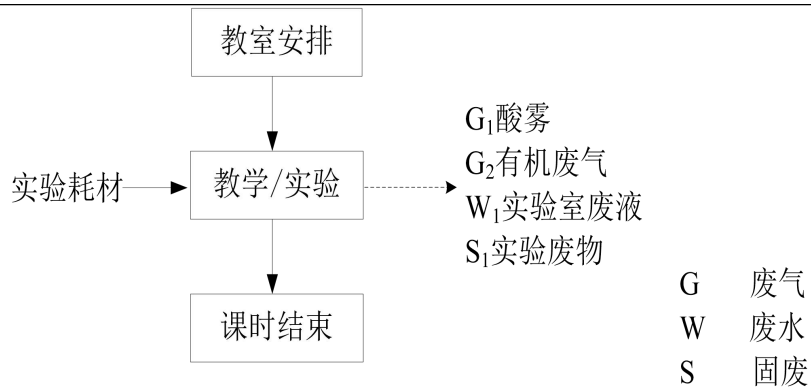 教室安排
G₁酸雾
G₂有机废气
实验耗材
教学/实验
W₁实验室废液
S₁实验废物
课时结束
G 废气
W 废水
S 固废